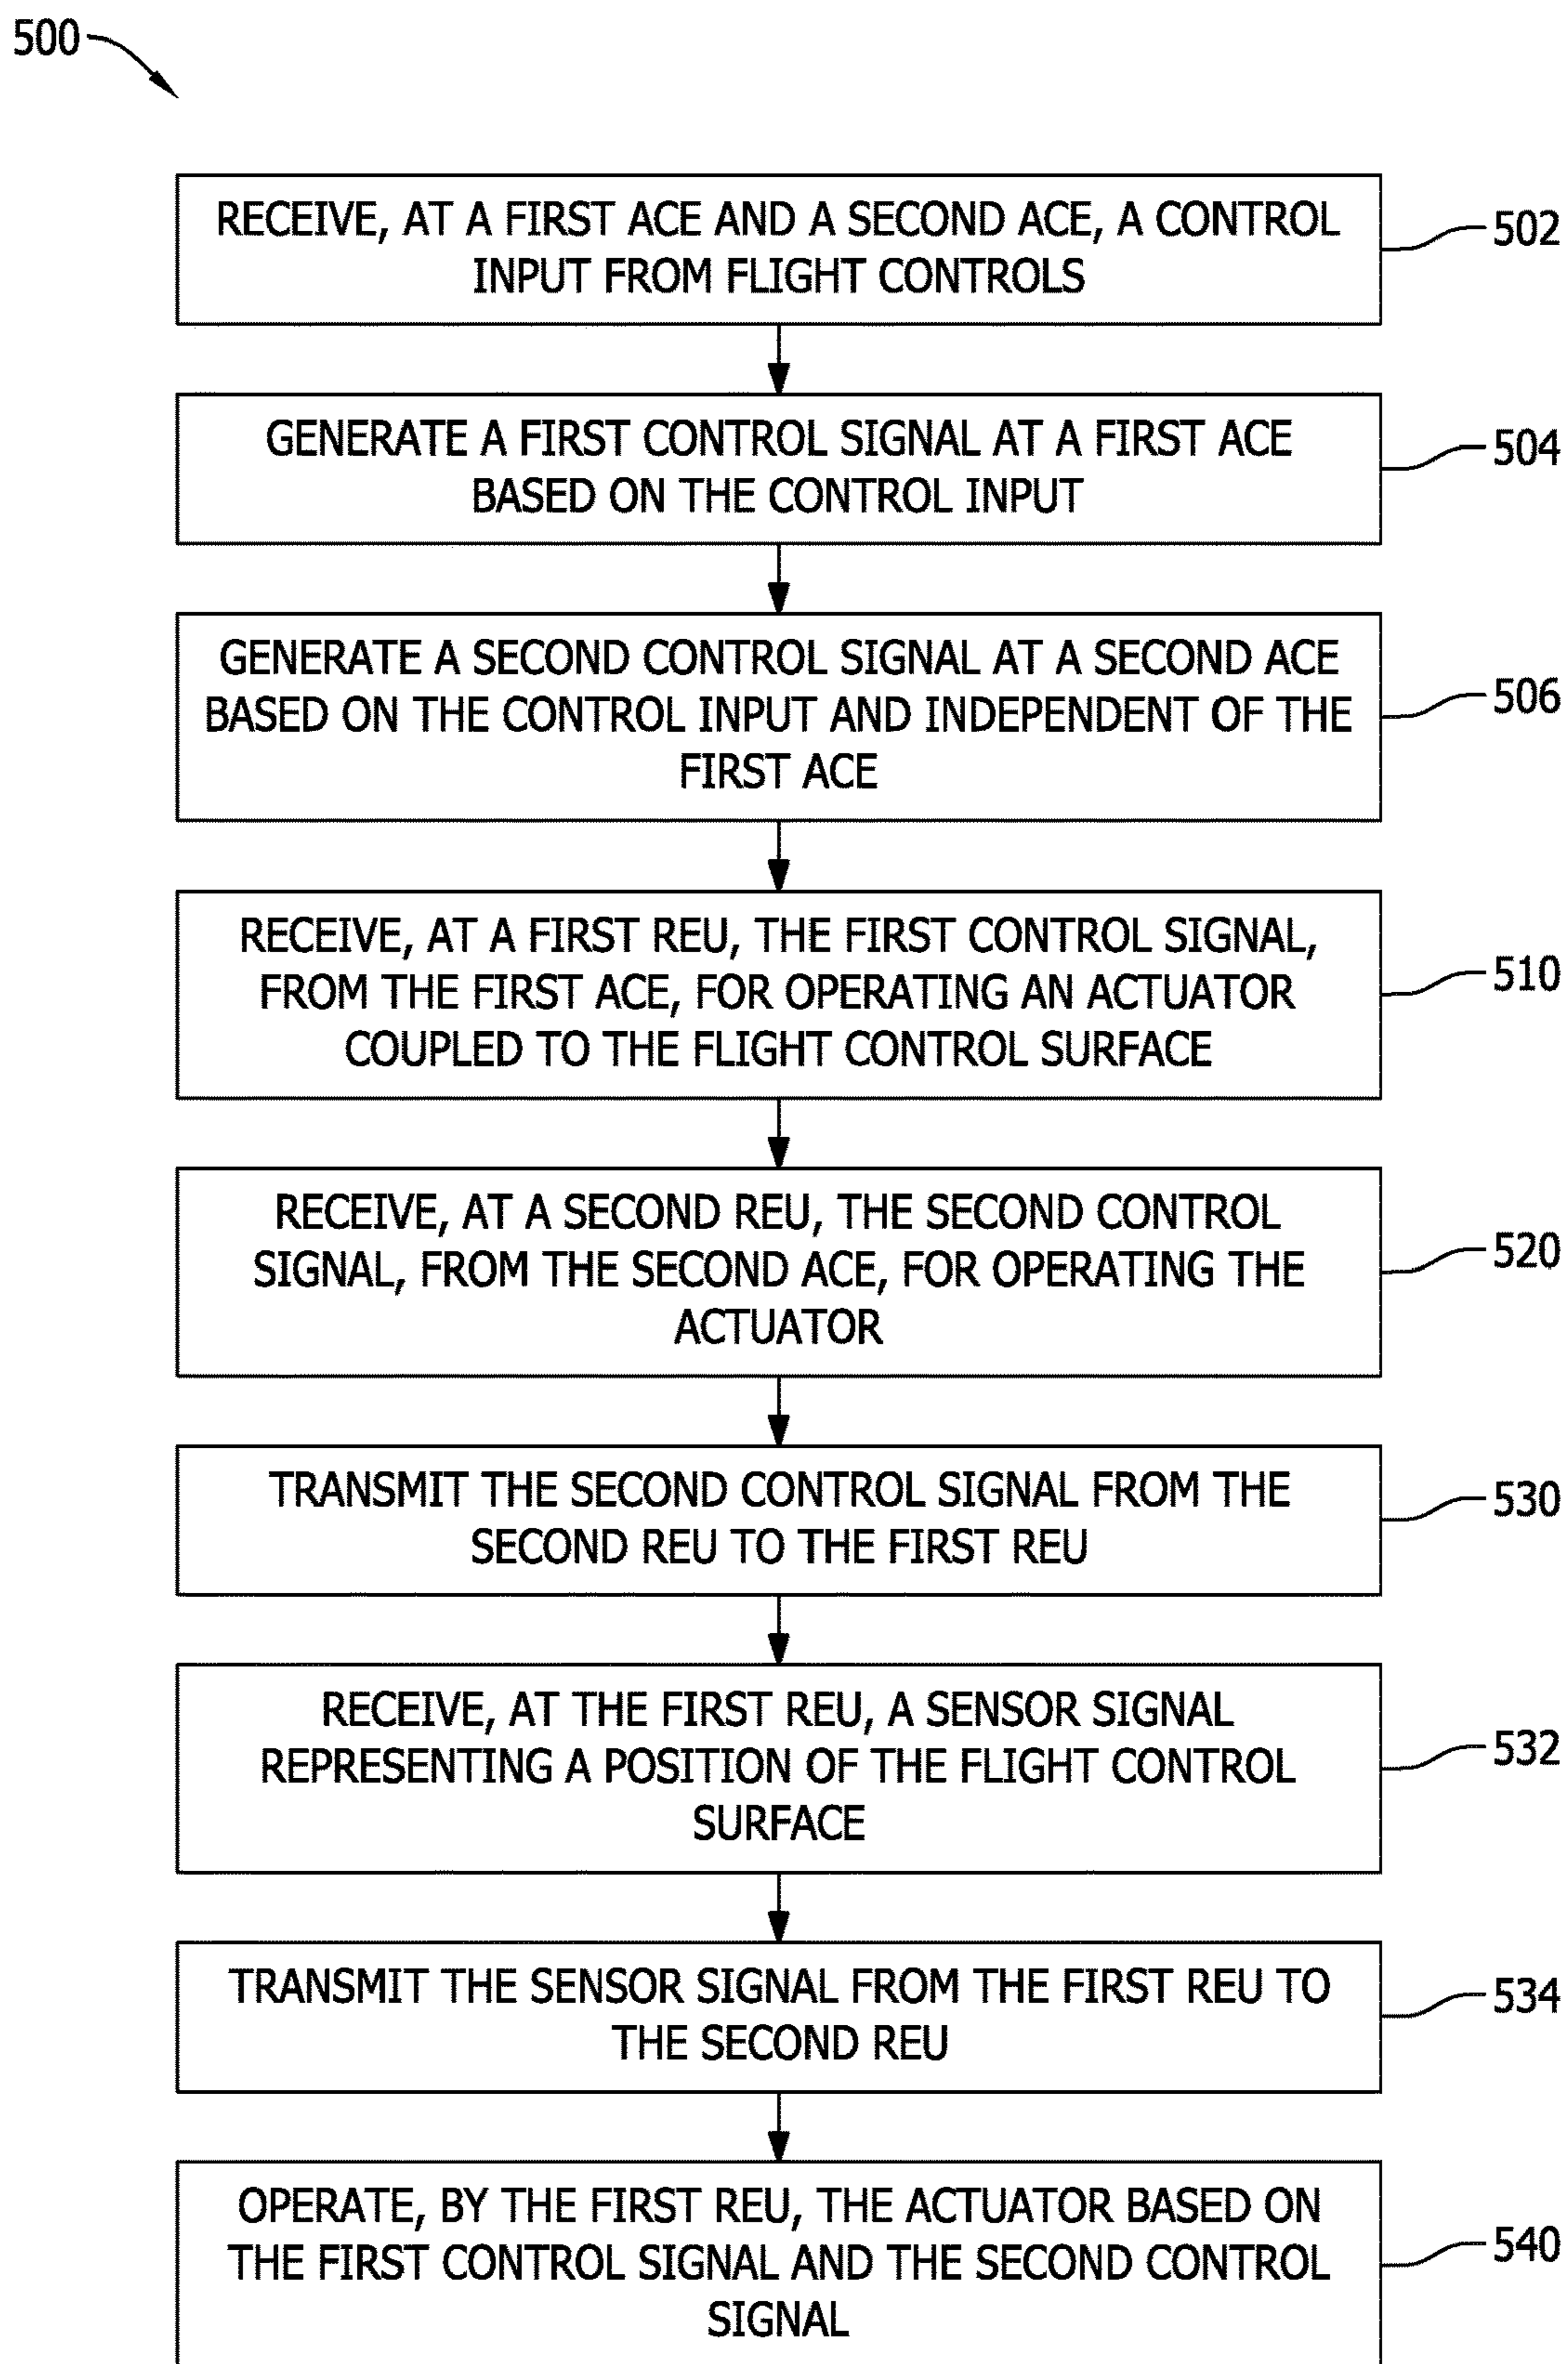 500
RECEIVE, AT A FIRST ACE AND A SECOND ACE, A CONTROL
INPUT FROM FLIGHT CONTROLS
502
GENERATE A FIRST CONTROL SIGNAL AT A FIRST ACE
BASED ON THE CONTROL INPUT
504
GENERATE A SECOND CONTROL SIGNAL AT A SECOND ACE
BASED ON THE CONTROL INPUT AND INDEPENDENT OF THE
FIRST ACE
506
RECEIVE, AT A FIRST REU, THE FIRST CONTROL SIGNAL,
FROM THE FIRST ACE, FOR OPERATING AN ACTUATOR
COUPLED TO THE FLIGHT CONTROL SURFACE
510
RECEIVE, AT A SECOND REU, THE SECOND CONTROL
SIGNAL, FROM THE SECOND ACE, FOR OPERATING THE
ACTUATOR
520
TRANSMIT THE SECOND CONTROL SIGNAL FROM THE
SECOND REU TO THE FIRST REU
530
RECEIVE, AT THE FIRST REU, A SENSOR SIGNAL
REPRESENTING A POSITION OF THE FLIGHT CONTROL
SURFACE
532
TRANSMIT THE SENSOR SIGNAL FROM THE FIRST REU TO
THE SECOND REU
534
OPERATE, BY THE FIRST REU, THE ACTUATOR BASED ON
THE FIRST CONTROL SIGNAL AND THE SECOND CONTROL
SIGNAL
540